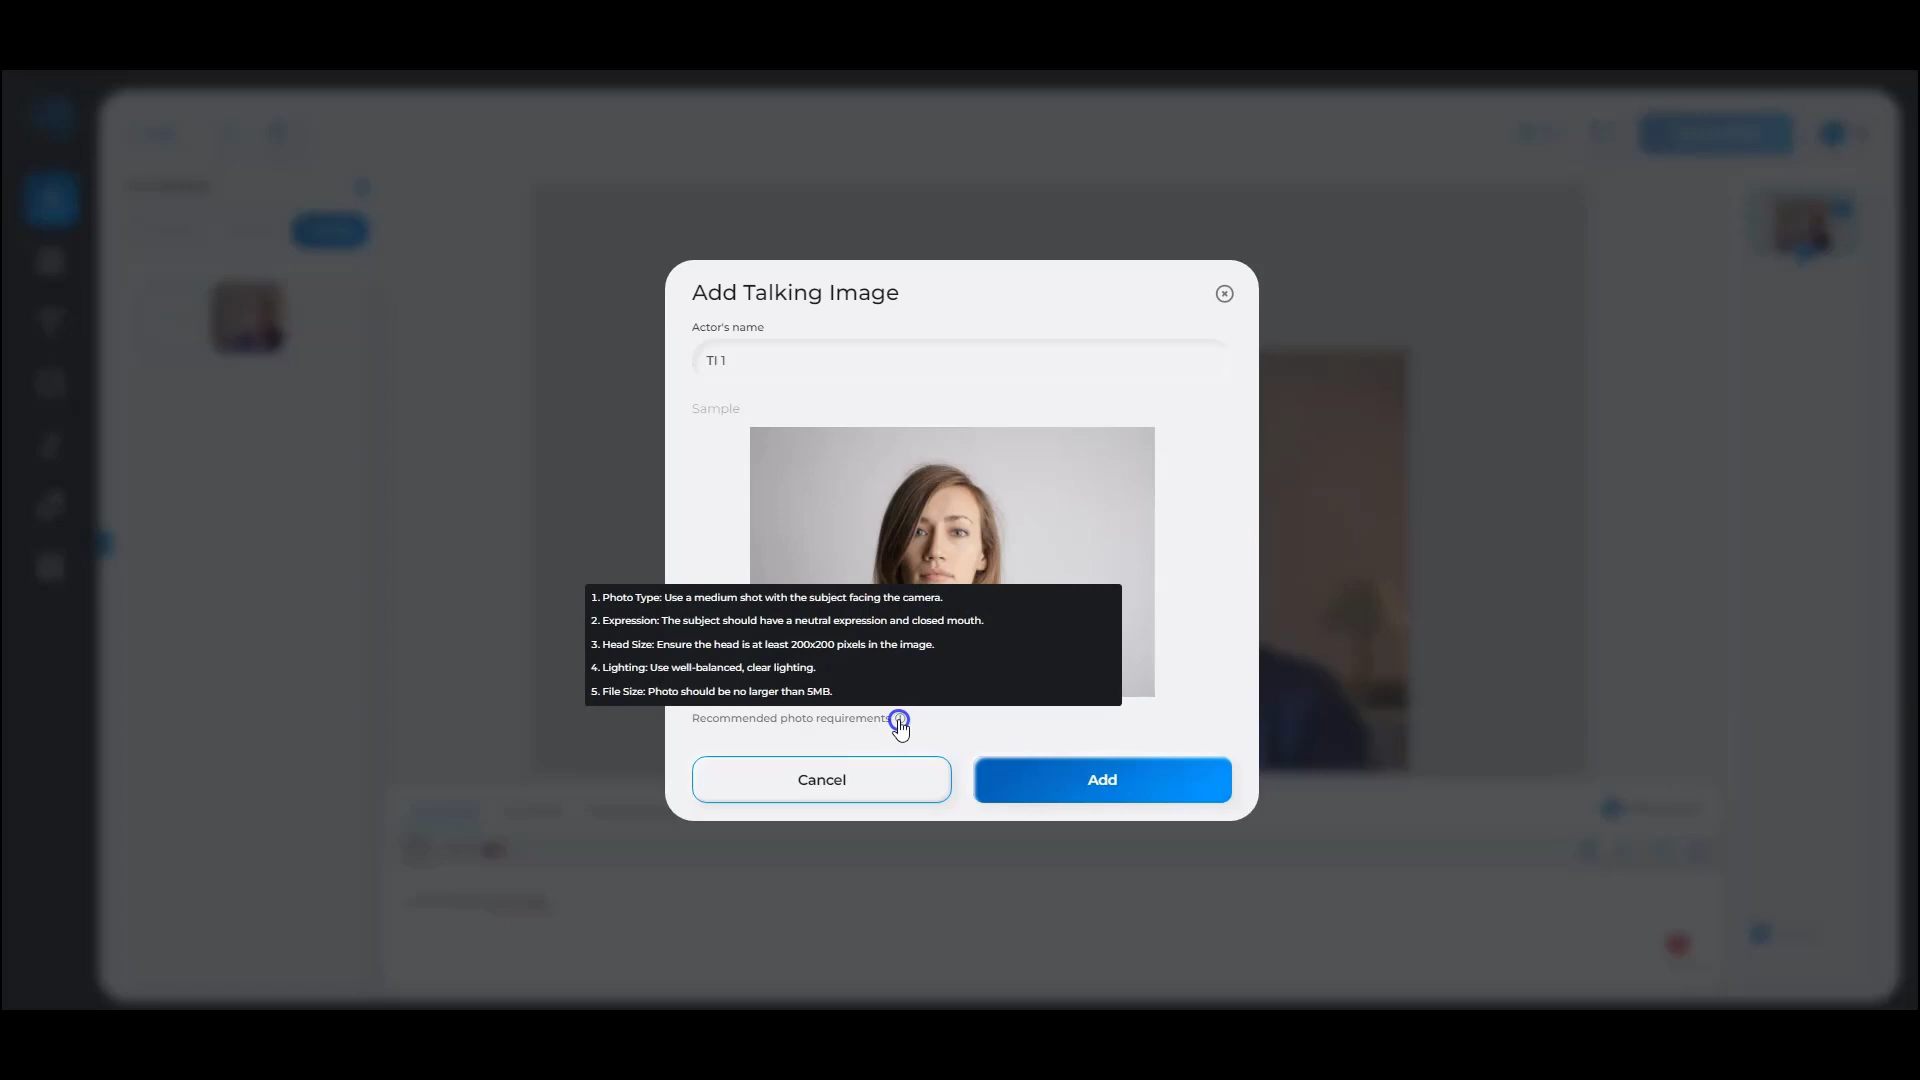 Add Talking Image
Actor's name
TI 1
Sample
1. Photo Type: Use a medium shot with the subject facing the camera.
2. Expression: The subject should have a neutral expression and closed mouth.
3. Head Size: Ensure the head is at least 200x200 pixels in the image.
4. Lighting: Use well-balanced, clear lighting.
5. File Size: Photo should be no larger than 5MB.
Recommended photo requirements
Cancel
Add